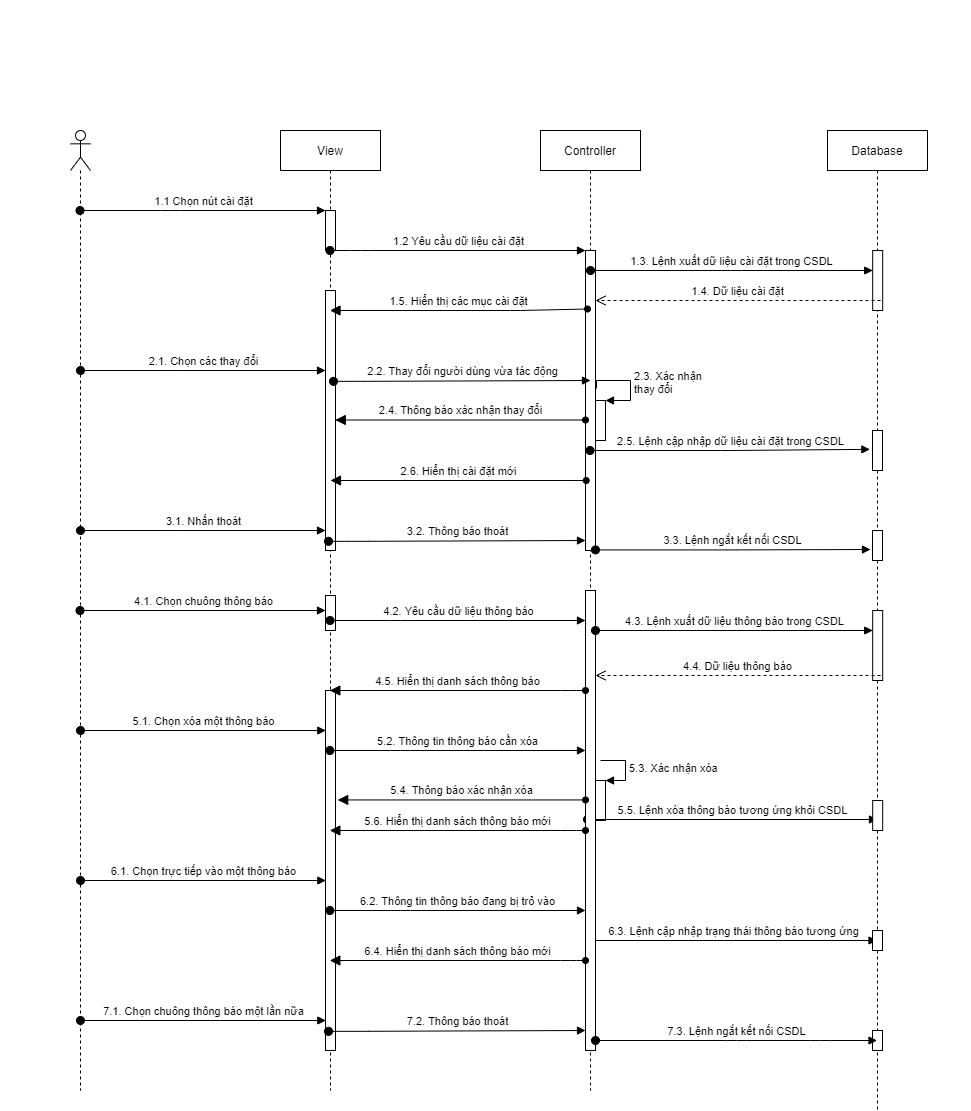 View
Controller
Database
1.1 Chọn nút cài đặt
1.2 Yêu cầu dữ liệu cài đặt
1.3. Lệnh xuất dữ liệu cài đặt trong CSDL
1.4. Dữ liệu cài đặt
1.5. Hiển thị các mục cài đặt
2.1. Chọn các thay đổi
2.2. Thay đổi người dùng vừa tác động
2.3. Xác nhận
thay đổi
2.4. Thông báo xác nhận thay đổi
2.5. Lệnh cập nhập dữ liệu cài đặt trong CSDL
2.6. Hiển thị cài đặt mới
3.1. Nhấn thoát
3.2. Thông báo thoát
3.3. Lệnh ngắt kết nối CSDL
4.1. Chọn chuông thông báo
4.2. Yêu cầu dữ liệu thông báo
4.3. Lệnh xuất dữ liệu thông báo trong CSDL
4.4. Dữ liệu thông báo
4.5. Hiển thị danh sách thông báo
5.1. Chọn xóa một thông báo
5.2. Thông tin thông báo cần xóa
5.3. Xác nhận xóa
5.4. Thông báo xác nhận xóa
5.5. Lệnh xóa thông báo tương ứng khỏi CSDL
5.6. Hiển thị danh sách thông báo mới
6.1. Chọn trực tiếp vào một thông báo
6.2. Thông tin thông báo đang bị trỏ vào
6.3. Lệnh cập nhập trạng thái thông báo tương ứng
6.4. Hiển thị danh sách thông báo mới
7.1. Chọn chuông thông báo một lần nữa
7.2. Thông báo thoát
7.3. Lệnh ngắt kết nối CSDL